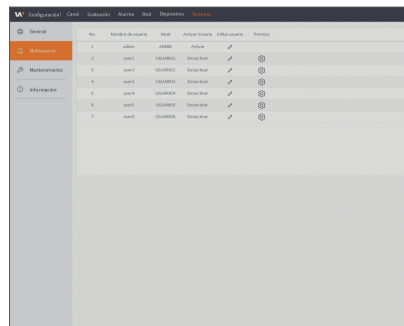 Configuración Canal Grabación Alarma Red Dispositivo Sistema
General
Multiusuario
Mantenimiento
Información
No. Nombre de usuario Nivel Activar Usuario Editar usuario Permiso
1 admin ADMIN Activar
2 user1 USUARIO1 Desactivar
3 user2 USUARIO2 Desactivar
4 user3 USUARIO3 Desactivar
5 user4 USUARIO4 Desactivar
6 user5 USUARIO5 Desactivar
7 user6 USUARIO6 Desactivar